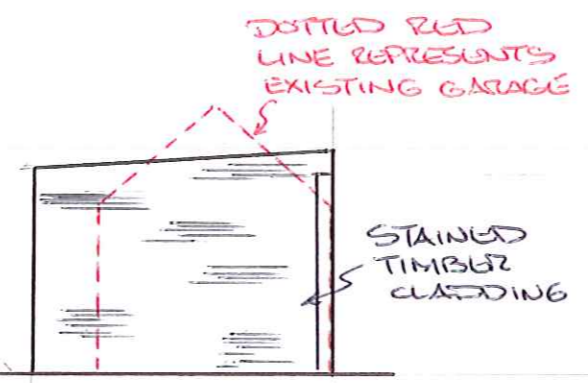 DOTTED RED
LINE REPRESENTS
EXISTING GARAGE
STAINED
TIMBER
CLADDING